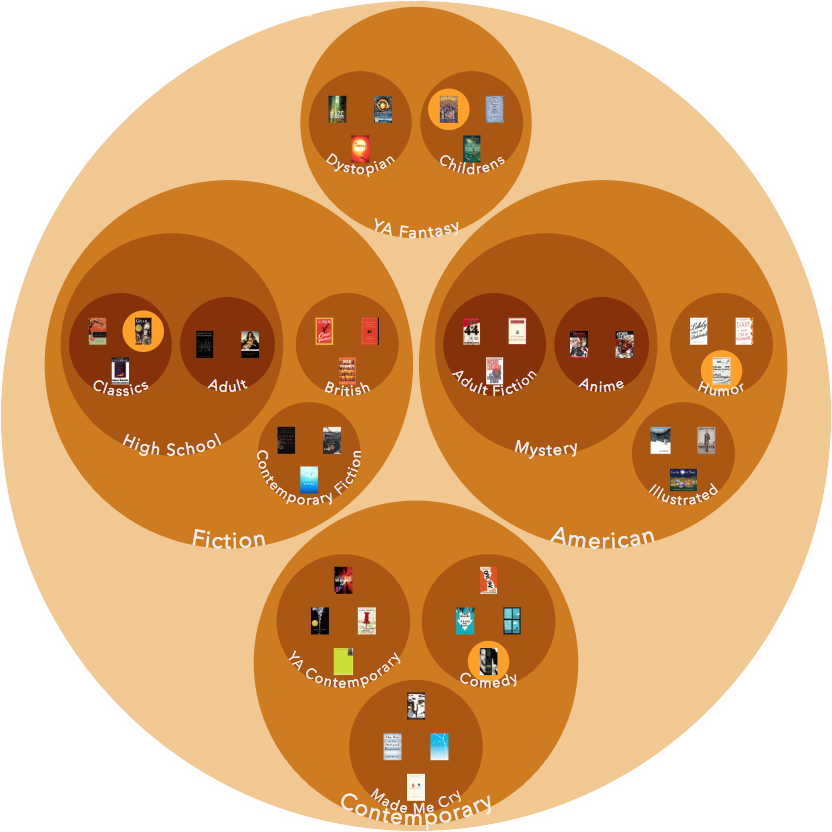 Dystopian
Childrens
YA Fantasy
Classics
Adult
British
High School
Contemporary Fiction
Fiction
Adult Fiction
Anime
Humor
Mystery
Illustrated
American
YA Contemporary
Comedy
Made Me Cry
Contemporary